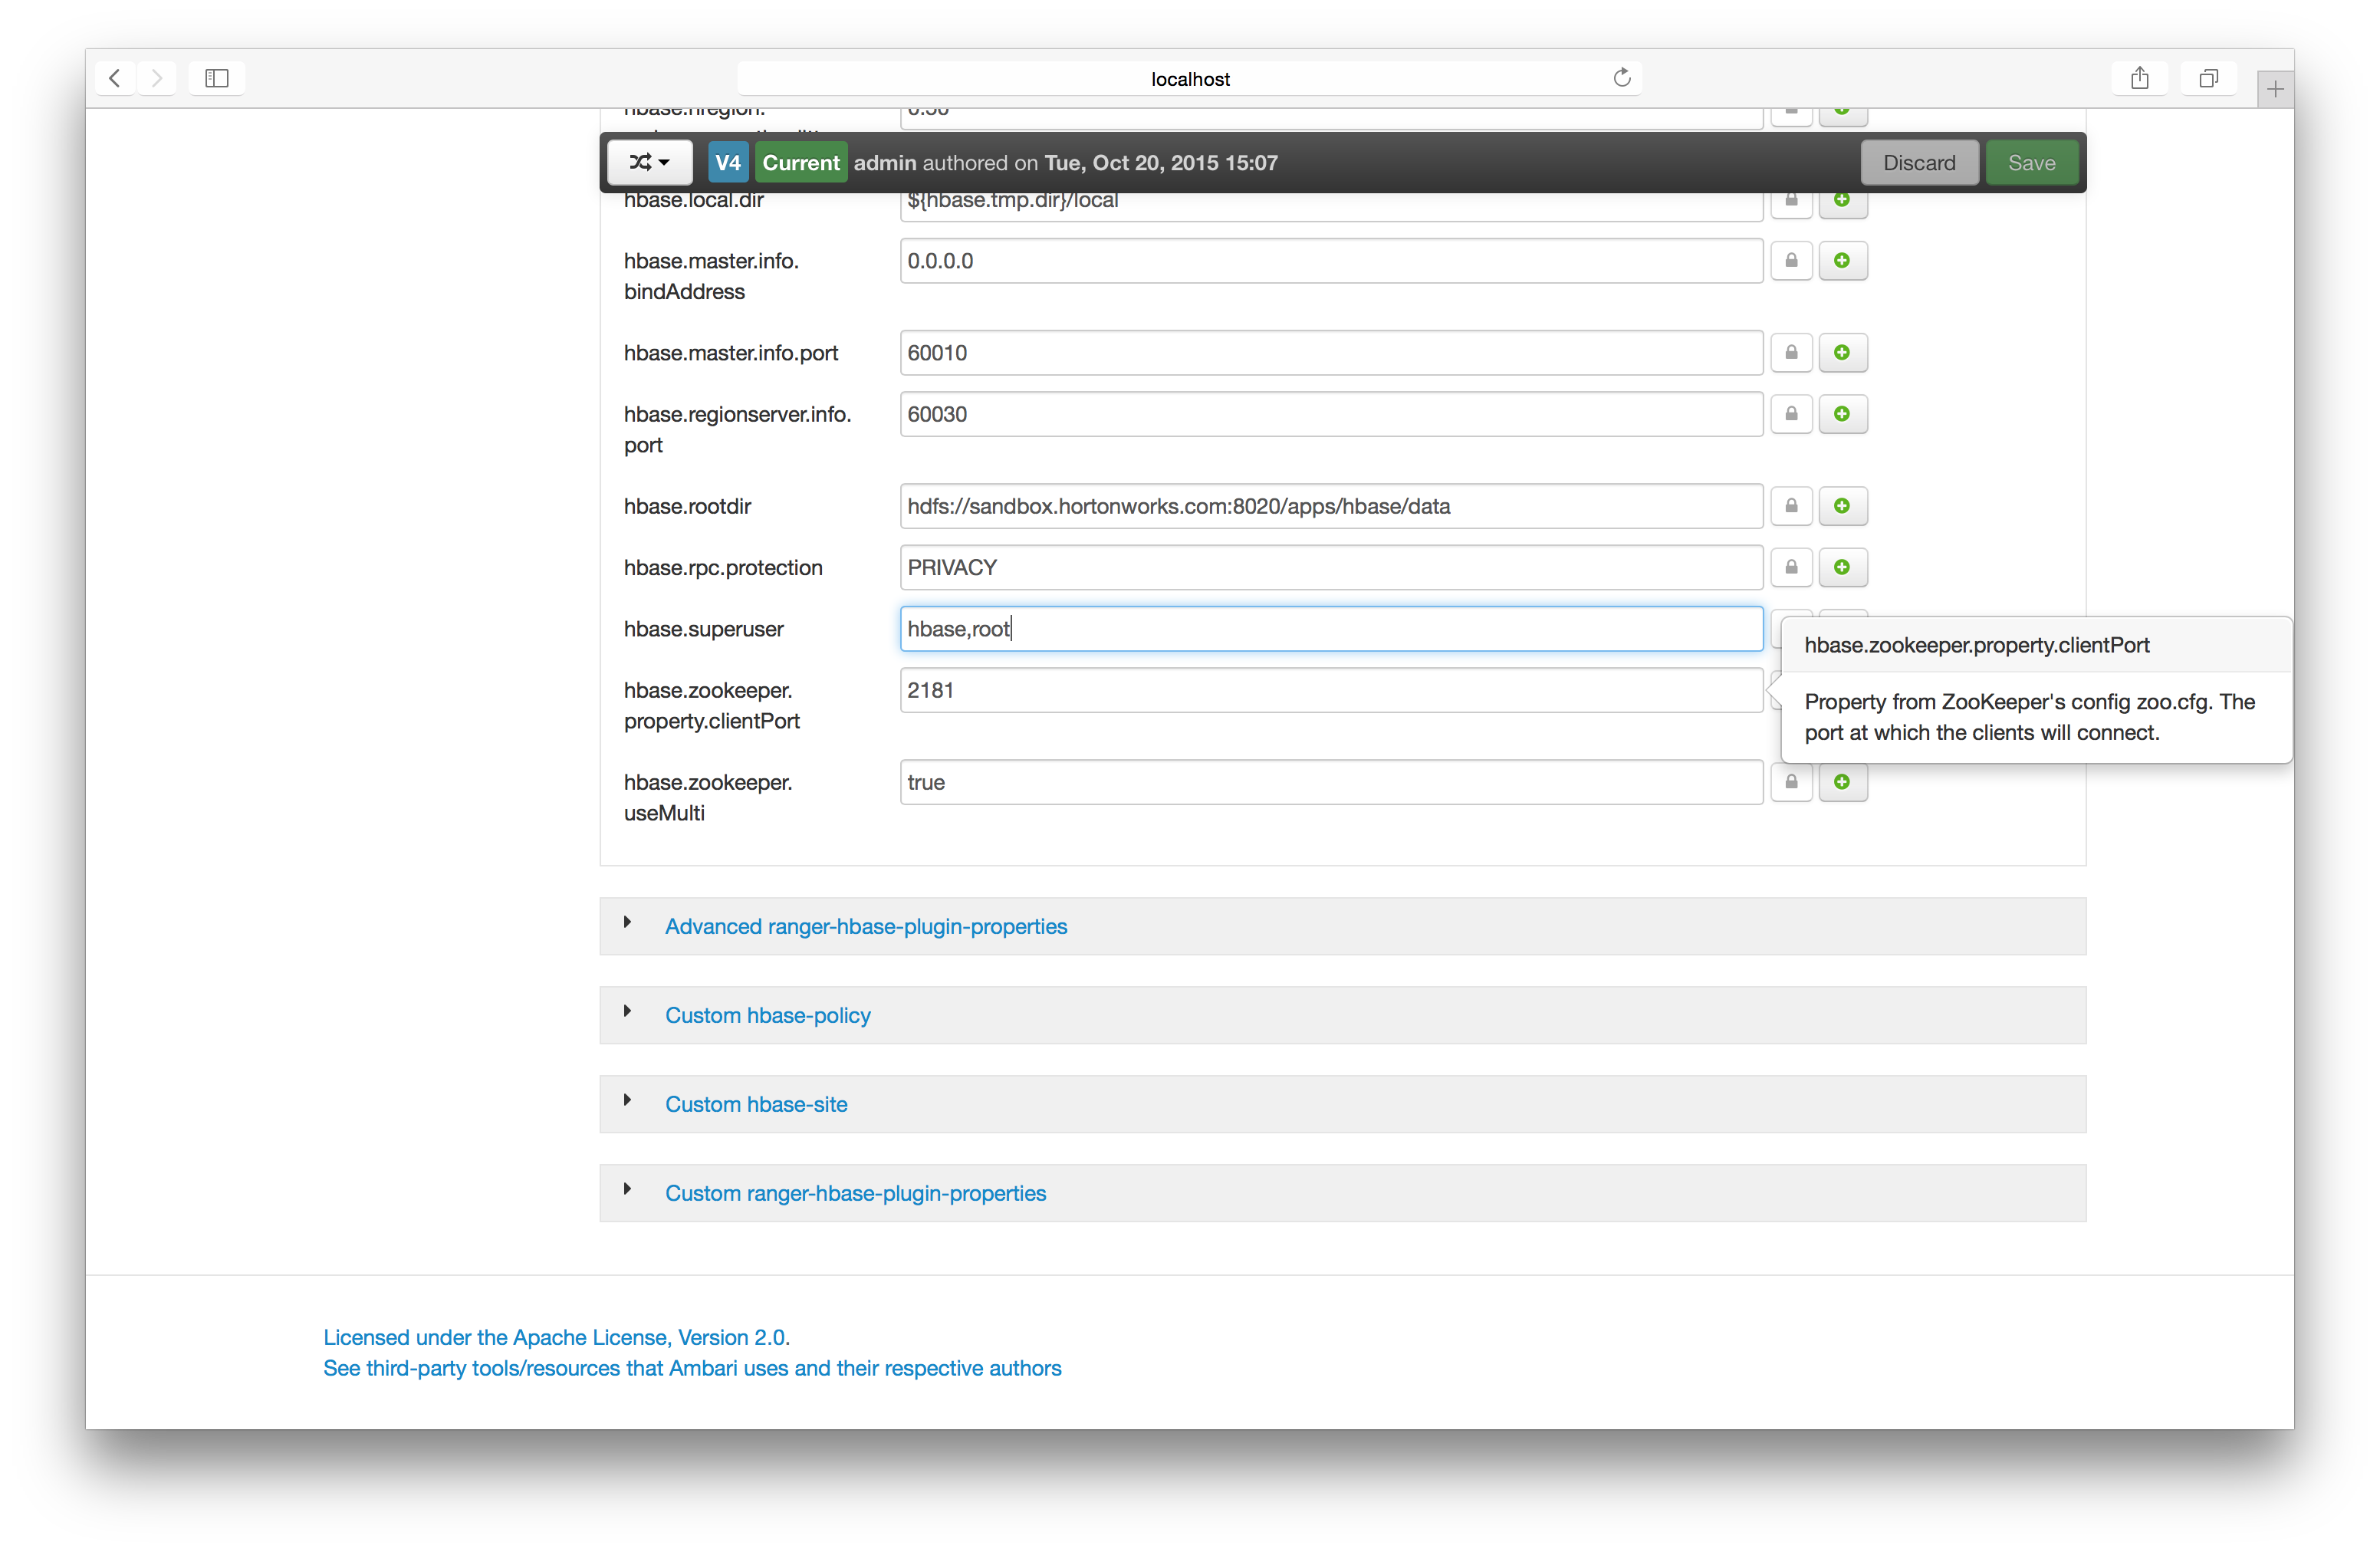 localhost
hbase.hregion.
0.50
V4 Current admin authored on Tue, Oct 20, 2015 15:07
Discard Save
hbase.local.dir
${hbase.tmp.dir}/local
hbase.master.info.
bindAddress
0.0.0.0
hbase.master.info.port
60010
hbase.regionserver.info.
port
60030
hbase.rootdir
hdfs://sandbox.hortonworks.com:8020/apps/hbase/data
hbase.rpc.protection
PRIVACY
hbase.superuser
hbase,root
hbase.zookeeper.
property.clientPort
2181
hbase.zookeeper.property.clientPort
Property from ZooKeeper's config zoo.cfg. The
port at which the clients will connect.
hbase.zookeeper.
useMulti
true
Advanced ranger-hbase-plugin-properties
Custom hbase-policy
Custom hbase-site
Custom ranger-hbase-plugin-properties
Licensed under the Apache License, Version 2.0.
See third-party tools/resources that Ambari uses and their respective authors